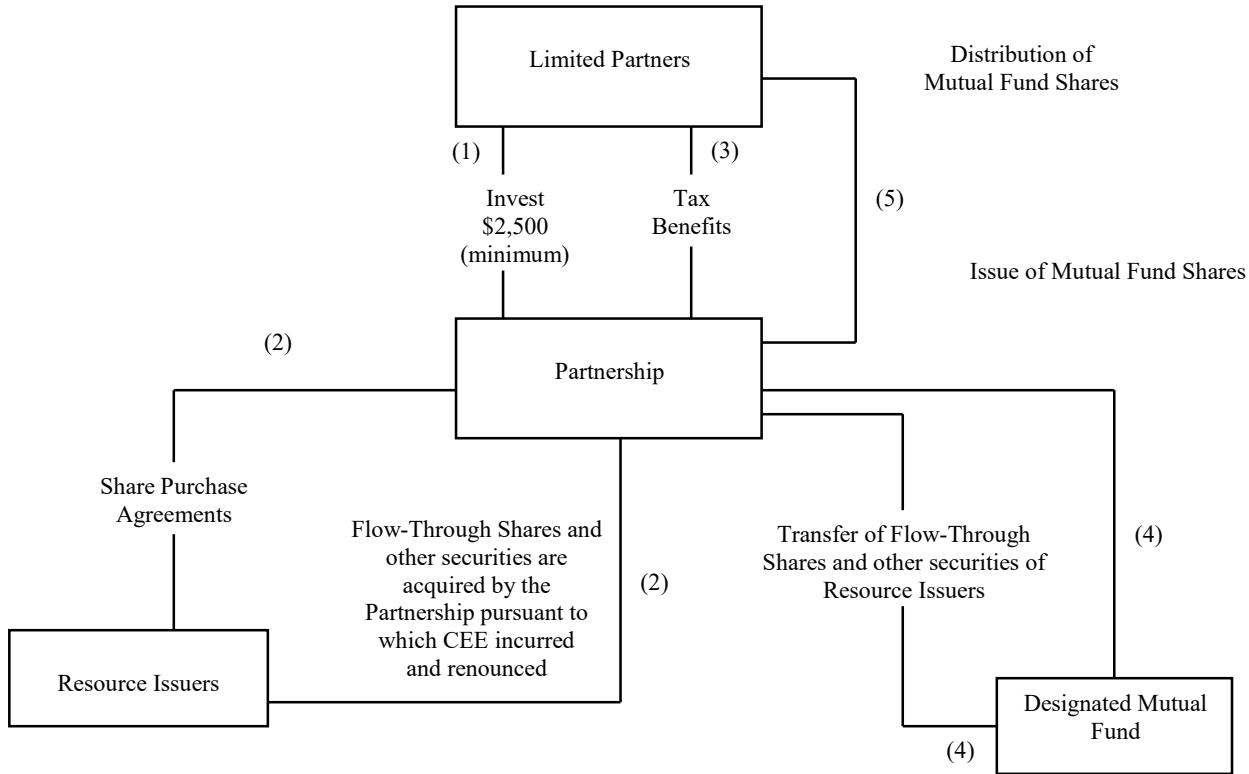 Limited Partners
Distribution of
Mutual Fund Shares
(1)
(3)
Invest
$2,500
(minimum)
Tax
Benefits
(5)
Issue of Mutual Fund Shares
(2)
Partnership
Share Purchase
Agreements
Flow-Through Shares and
other securities are
acquired by the
Partnership pursuant to
which CEE incurred
and renounced
(2)
Transfer of Flow-Through
Shares and other securities of
Resource Issuers
(4)
Resource Issuers
Designated Mutual
Fund
(4)